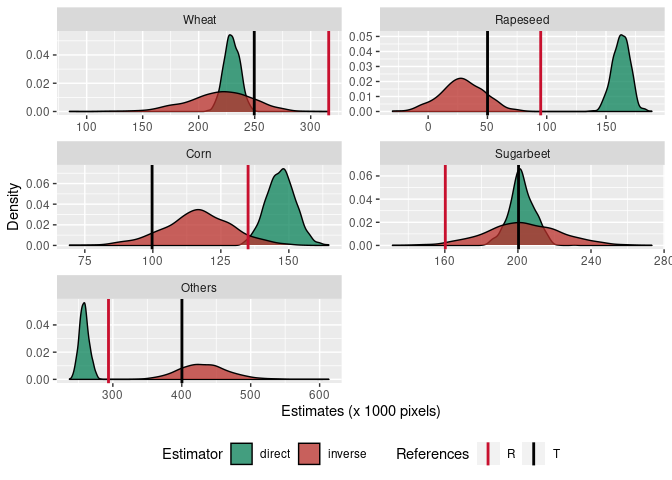 Wheat
0.04
0.02
0.00
100 150 200 250 300
Rapeseed
0.05
0.04
0.03
0.02
0.01
0.00
0 50 100 150
Corn
0.06
0.04
0.02
0.00
75 100 125 150
Sugarbeet
0.06
0.04
0.02
0.00
160 200 240 280
Others
0.04
0.02
0.00
300 400 500 600
Density
Estimates (x 1000 pixels)
Estimator direct inverse References R T